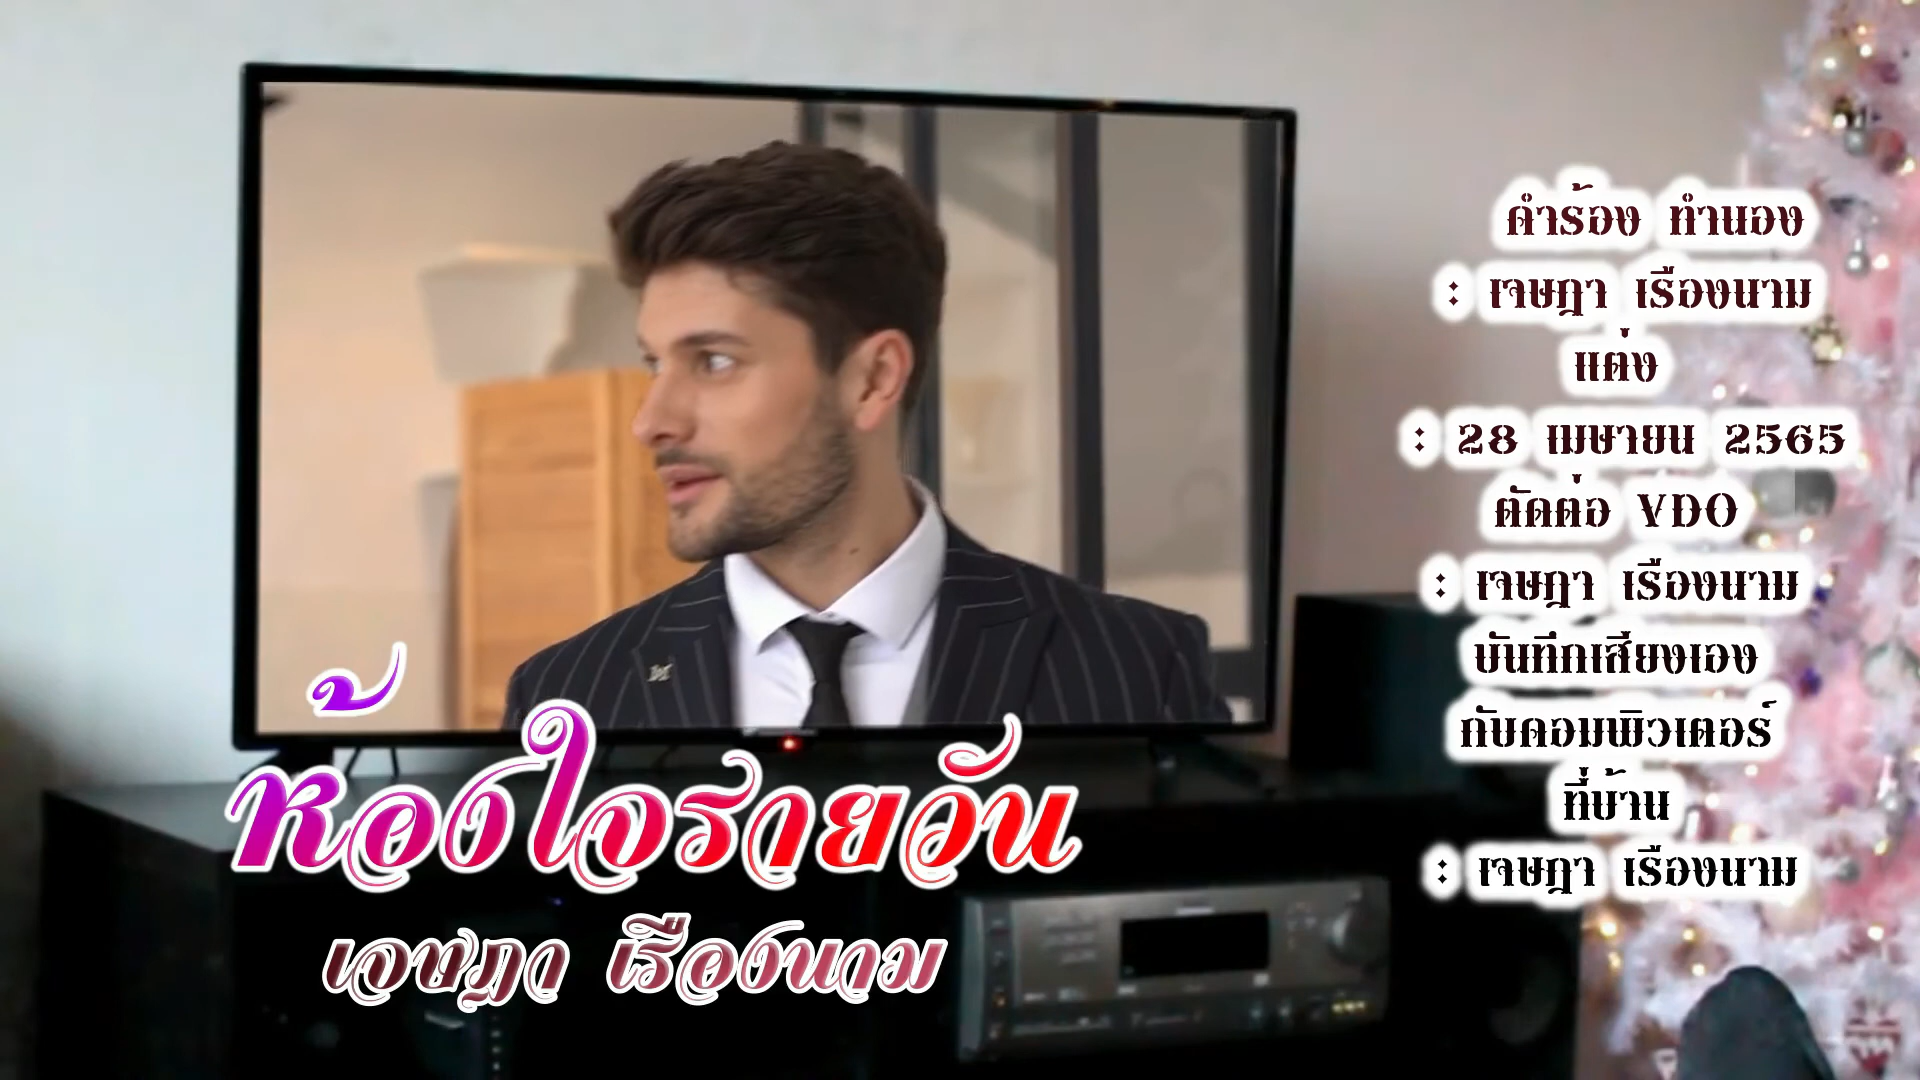 คำร้อง ทำนอง
: เจษฎา เรืองนาม
แต่ง
: 28 เมษายน 2565
ตัดต่อ VDO
: เจษฎา เรืองนาม
บันทึกเสียงเอง
กับคอมพิวเตอร์
ที่บ้าน
: เจษฎา เรืองนาม
ห้องใจรายวัน
เจษฎา เรืองนาม